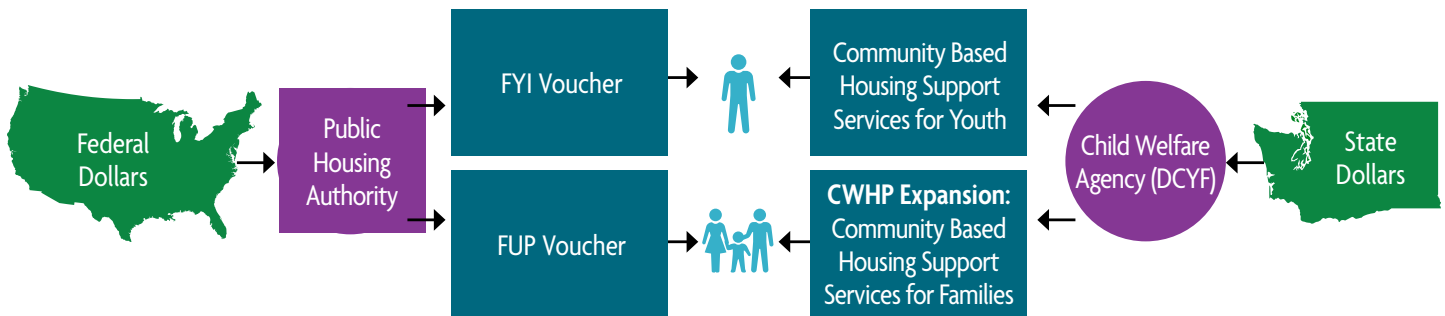 Federal
Dollars
Public
Housing
Authority
FYI Voucher
FUP Voucher
Community Based
Housing Support
Services for Youth
CWHP Expansion:
Community Based
Housing Support
Services for Families
Child Welfare
Agency (DCYF)
State
Dollars